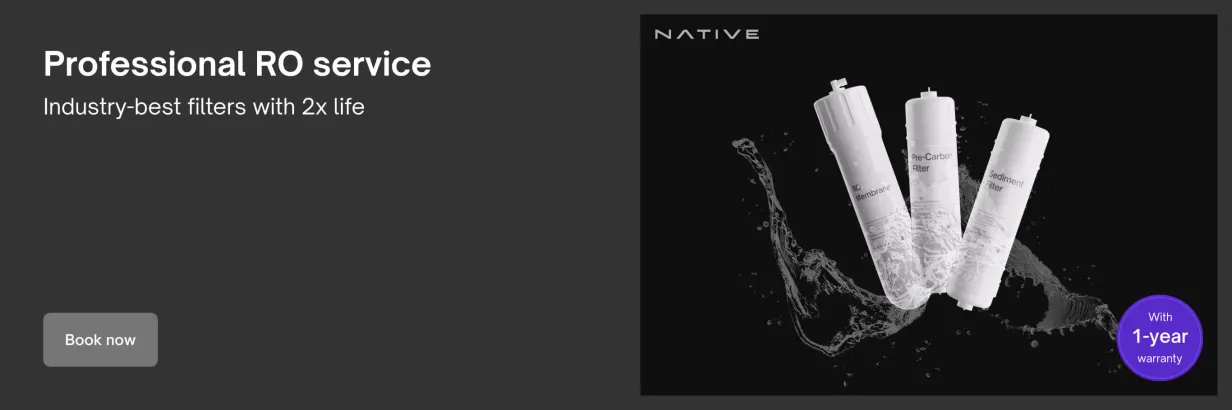 Professional RO service
Industry-best filters with 2x life
Book now
NATIVE
RO
Membrane
Pre-Carbon
Filter
Sediment
Filter
With
1-year
warranty